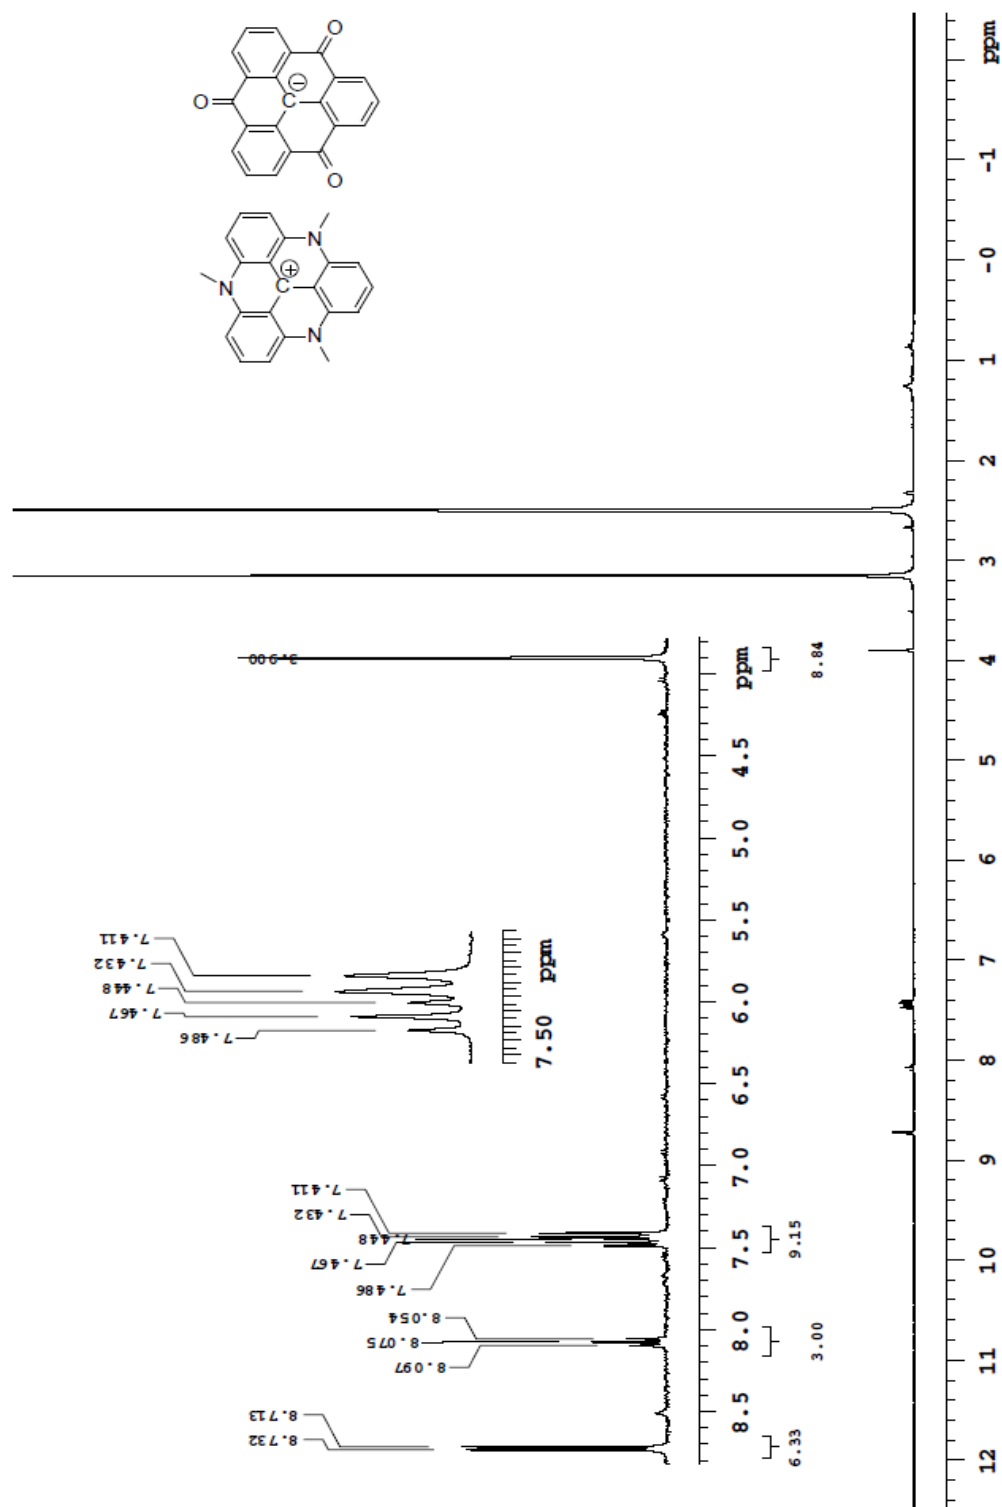 O
O
O
C
−
N
N
N
C
+
7.411
7.432
7.448
7.467
7.486
7.50 ppm
3.900
7.411
7.432
7.448
7.467
7.486
8.054
8.075
8.097
8.713
8.732
8.5 8.0 7.5 7.0 6.5 6.0 5.5 5.0 4.5 ppm
6.33 3.00 9.15 8.84
12 11 10 9 8 7 6 5 4 3 2 1 -0 -1 ppm